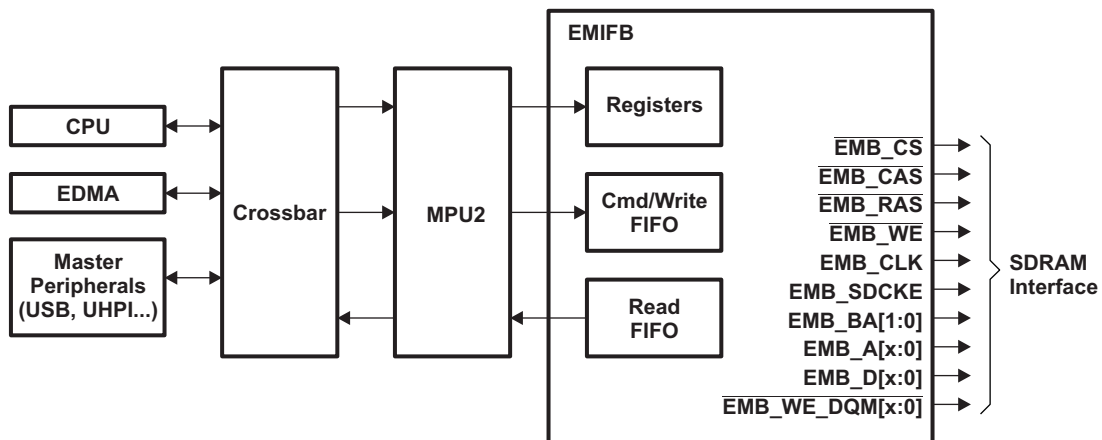 EMIFB
CPU
EDMA
Master
Peripherals
(USB, UHPI...)
Crossbar
MPU2
Registers
Cmd/Write
FIFO
Read
FIFO
EMB_CS
EMB_CAS
EMB_RAS
EMB_WE
EMB_CLK
EMB_SDCKE
EMB_BA[1:0]
EMB_A[x:0]
EMB_D[x:0]
EMB_WE_DQM[x:0]
SDRAM
Interface